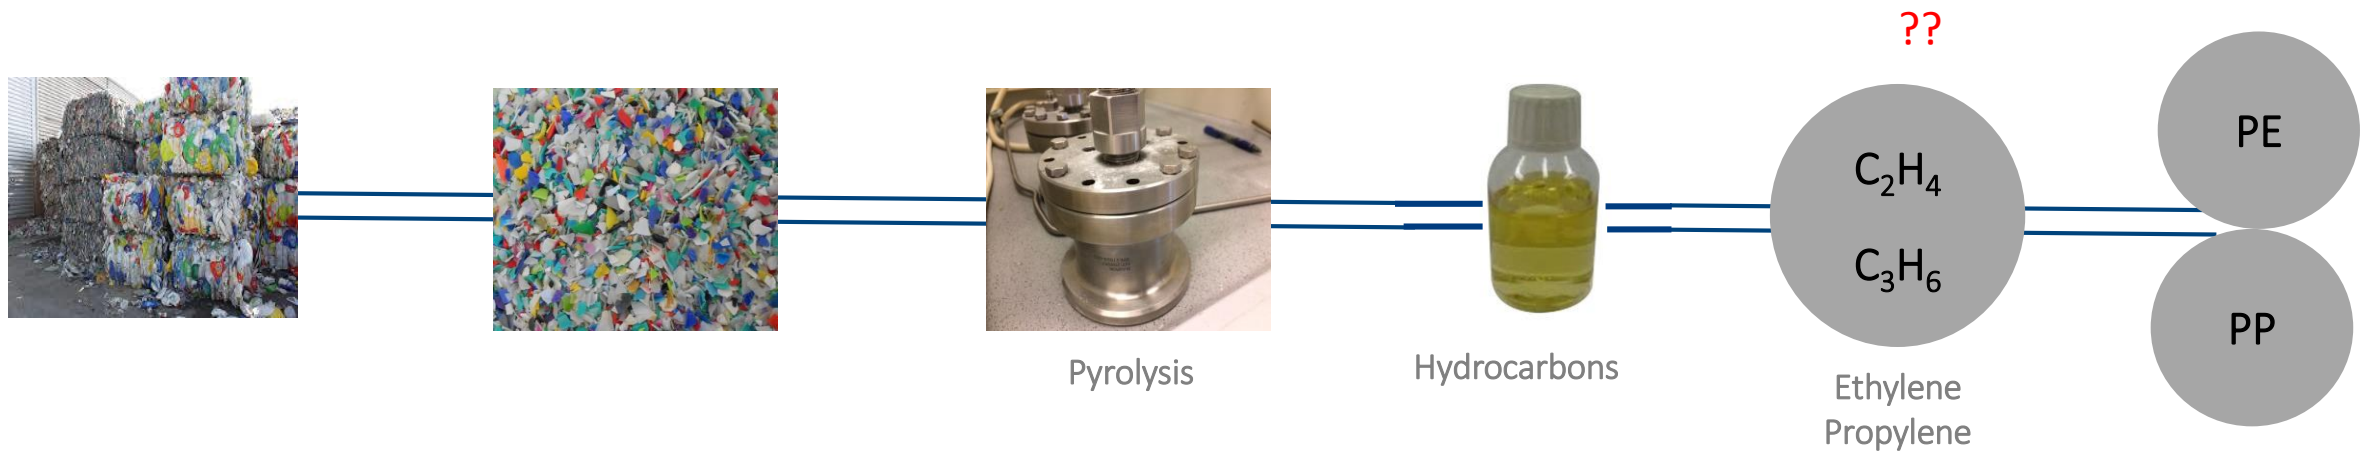 ??
PE
C₂H₄
C₃H₆
PP
Pyrolysis
Hydrocarbons
Ethylene
Propylene